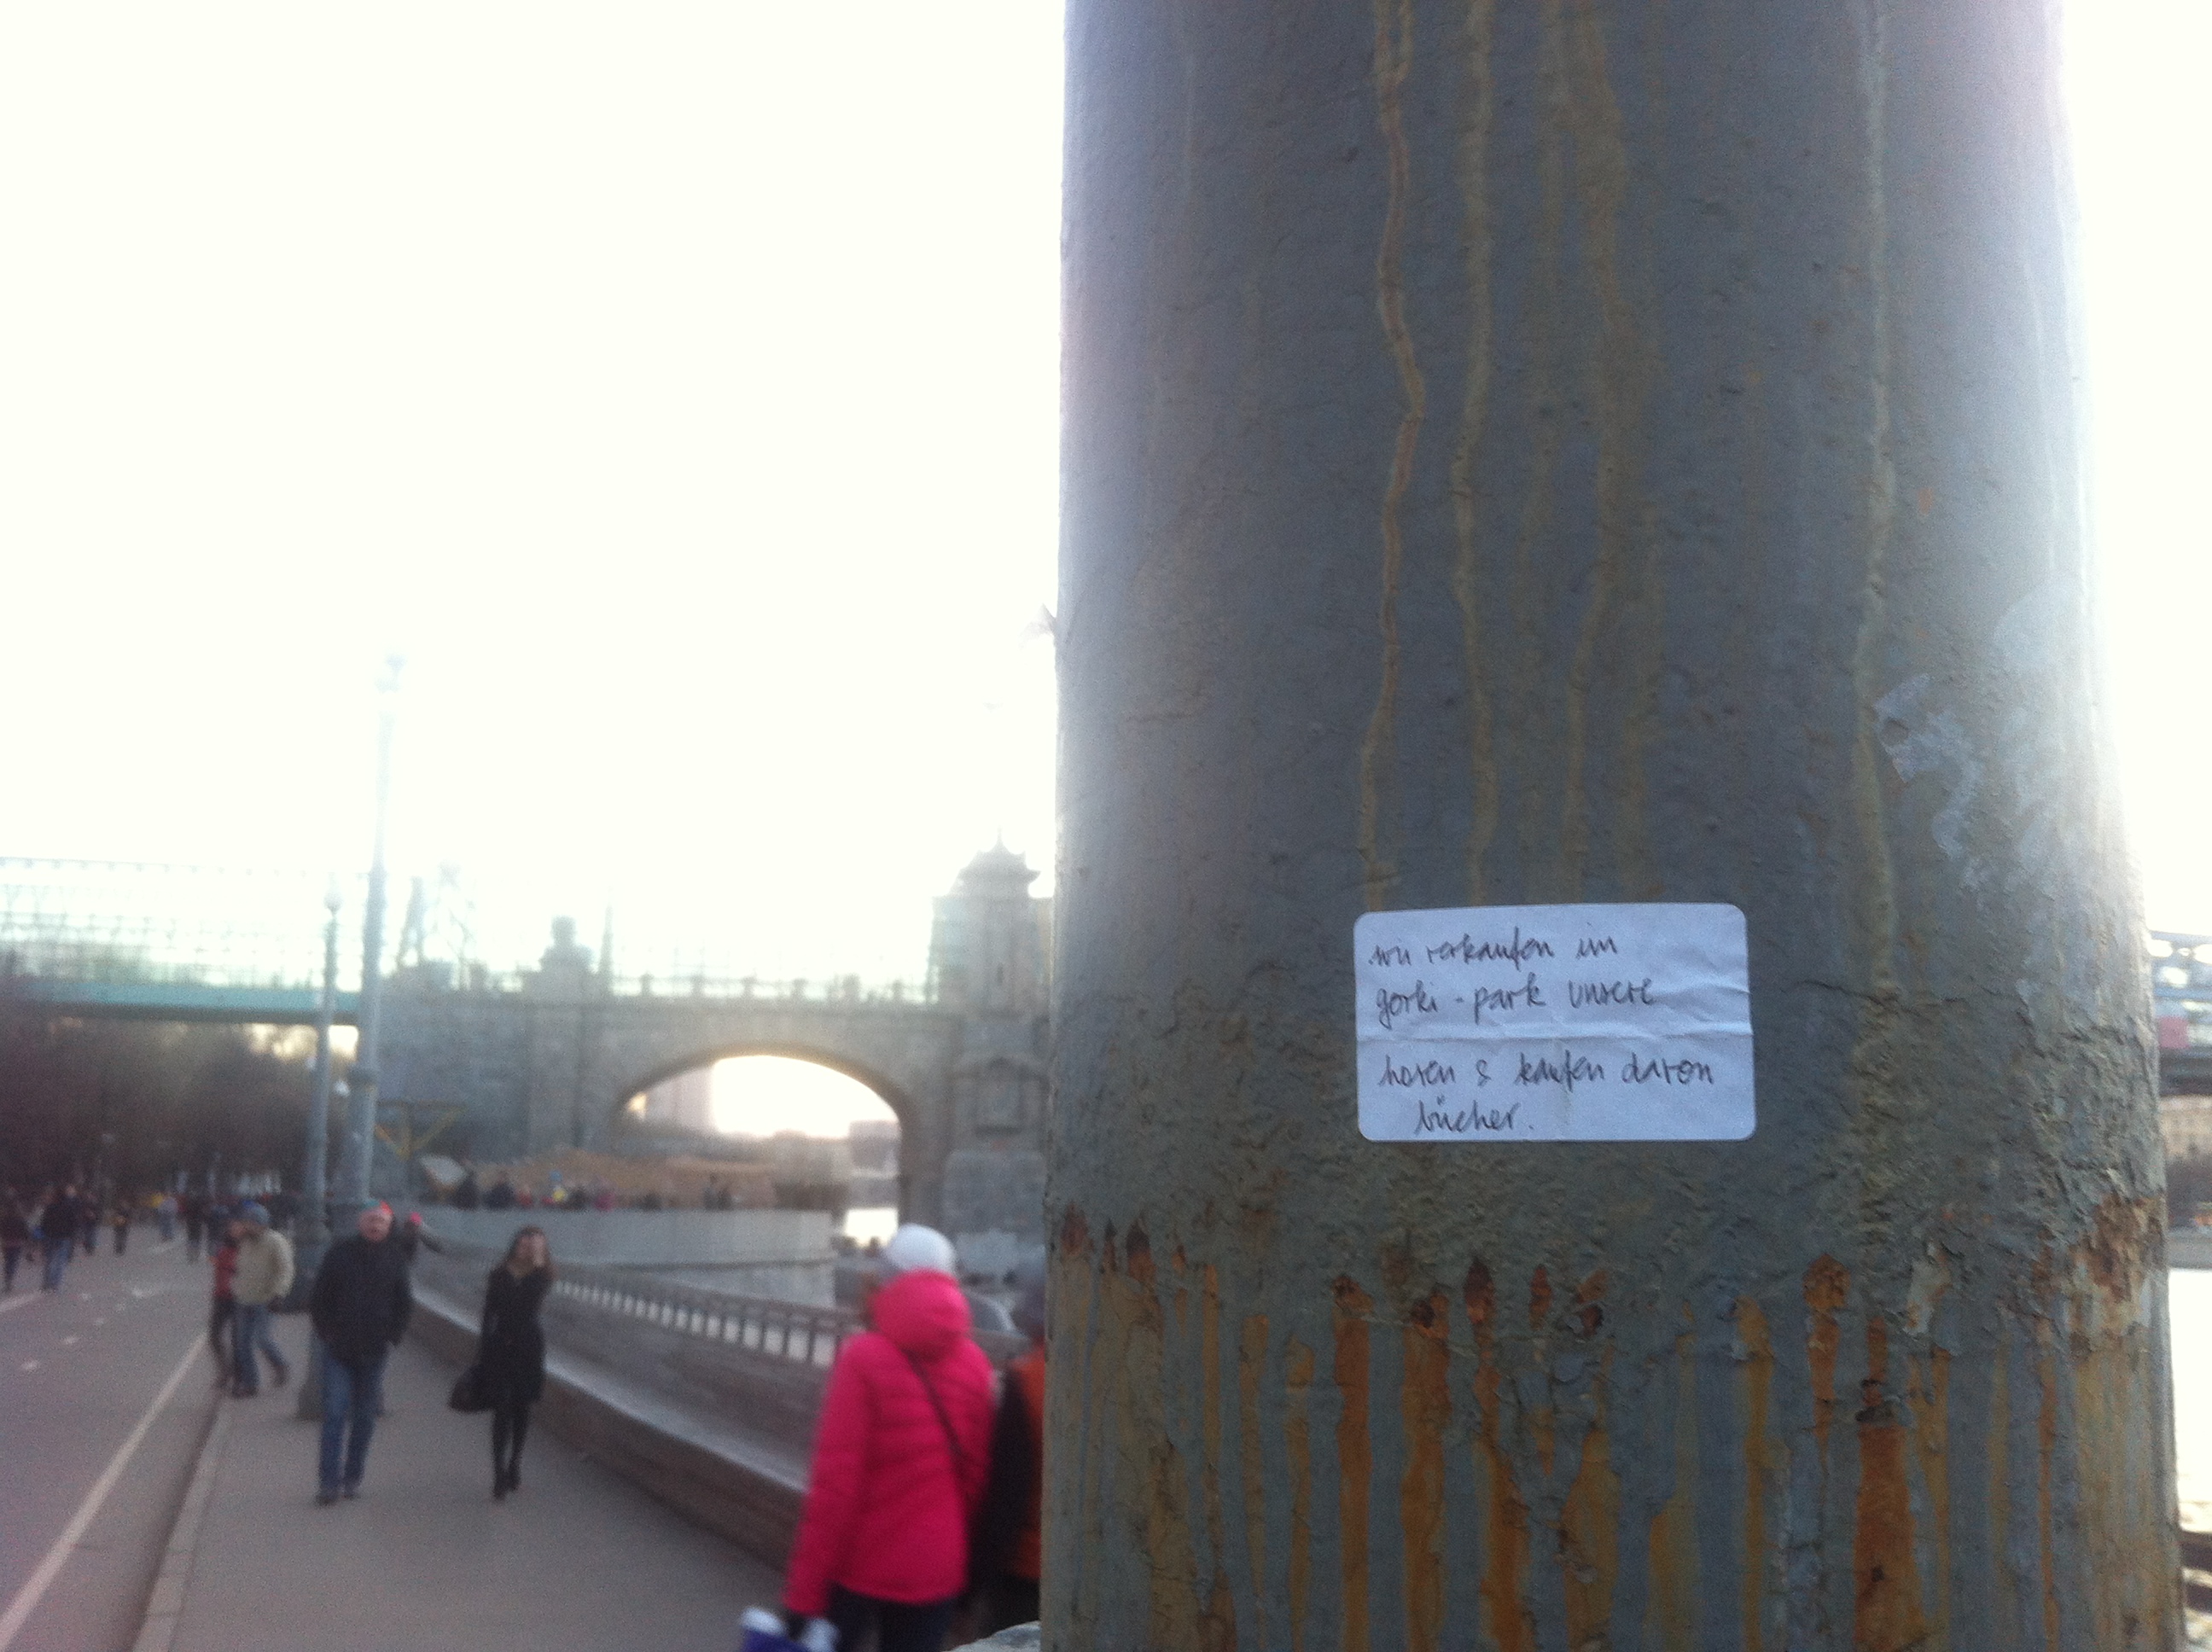 wir verkaufen im
gorki-park unsere
hosen & kaufen davon
bücher.